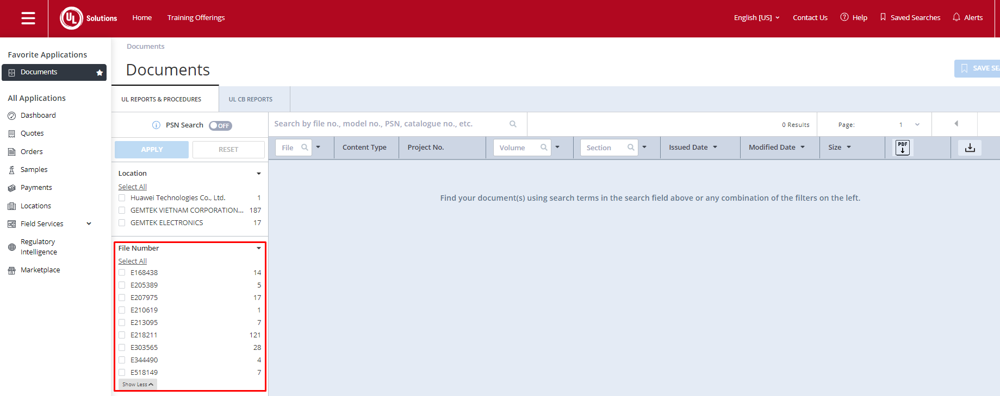 UL Solutions Home Training Offerings English [US] Contact Us Help Saved Searches Alerts
Favorite Applications
Documents
All Applications
Dashboard
Quotes
Orders
Samples
Payments
Locations
Field Services
Regulatory
Intelligence
Marketplace
Documents
Documents
SAVE SEA
UL REPORTS & PROCEDURES UL CB REPORTS
PSN Search OFF
APPLY RESET
Location
Select All
Huawei Technologies Co., Ltd. 1
GEMTEK VIETNAM CORPORATION... 187
GEMTEK ELECTRONICS 17
File Number
Select All
E168438 14
E205389 5
E207975 17
E210619 1
E213095 7
E218211 121
E303565 28
E344490 4
E518149 7
Show Less
Search by file no., model no., PSN, catalogue no., etc. 0 Results Page: 1
File Content Type Project No. Volume Section Issued Date Modified Date Size PDF
Find your document(s) using search terms in the search field above or any combination of the filters on the left.